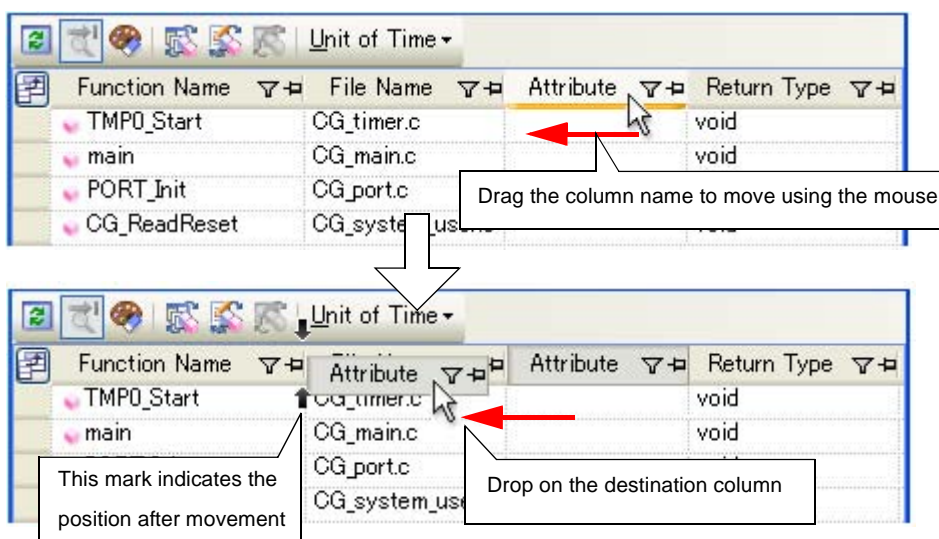 Unit of Time
Function Name File Name Attribute Return Type
TMP0_Start CG_timer.c void
main CG_main.c void
PORT_Init CG_port.c
CG_ReadReset
Drag the column name to move using the mouse
Unit of Time
Function Name Attribute Attribute Return Type
TMP0_Start CG_timer.c void
main CG_main.c void
CG_port.c
This mark indicates the
position after movement
Drop on the destination column